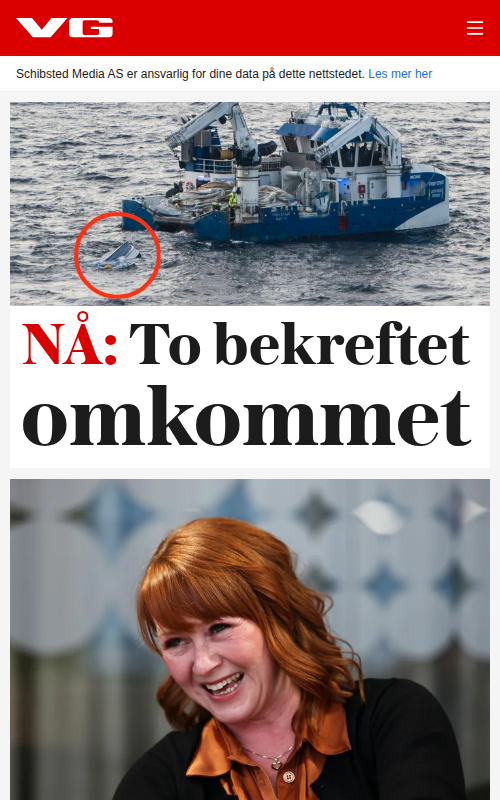 VG
Schibsted Media AS er ansvarlig for dine data på dette nettstedet. Les mer her
NÅ: To bekreftet
omkommet